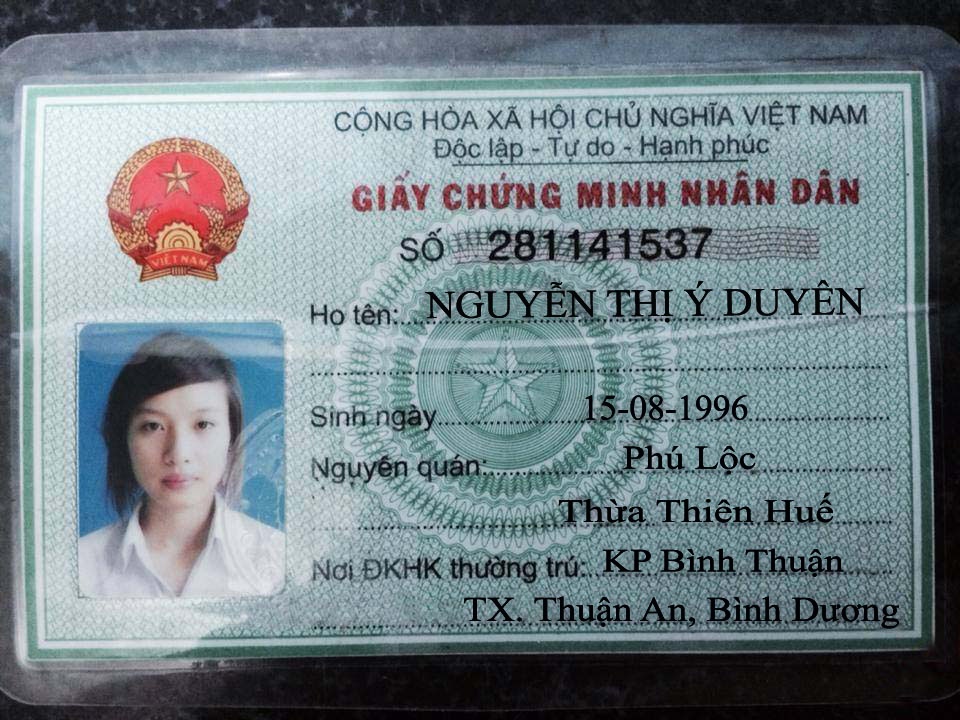 CỘNG HÒA XÃ HỘI CHỦ NGHĨA VIỆT NAM
Độc lập - Tự do - Hạnh phúc
GIẤY CHỨNG MINH NHÂN DÂN
SỐ 281141537
VIỆT NAM
Họ tên: NGUYỄN THỊ Ý DUYÊN
Sinh ngày 15-08-1996
Nguyên quán: Phú Lộc
Thừa Thiên Huế
Nơi ĐKHK thường trú: KP Bình Thuận
TX. Thuận An, Bình Dương